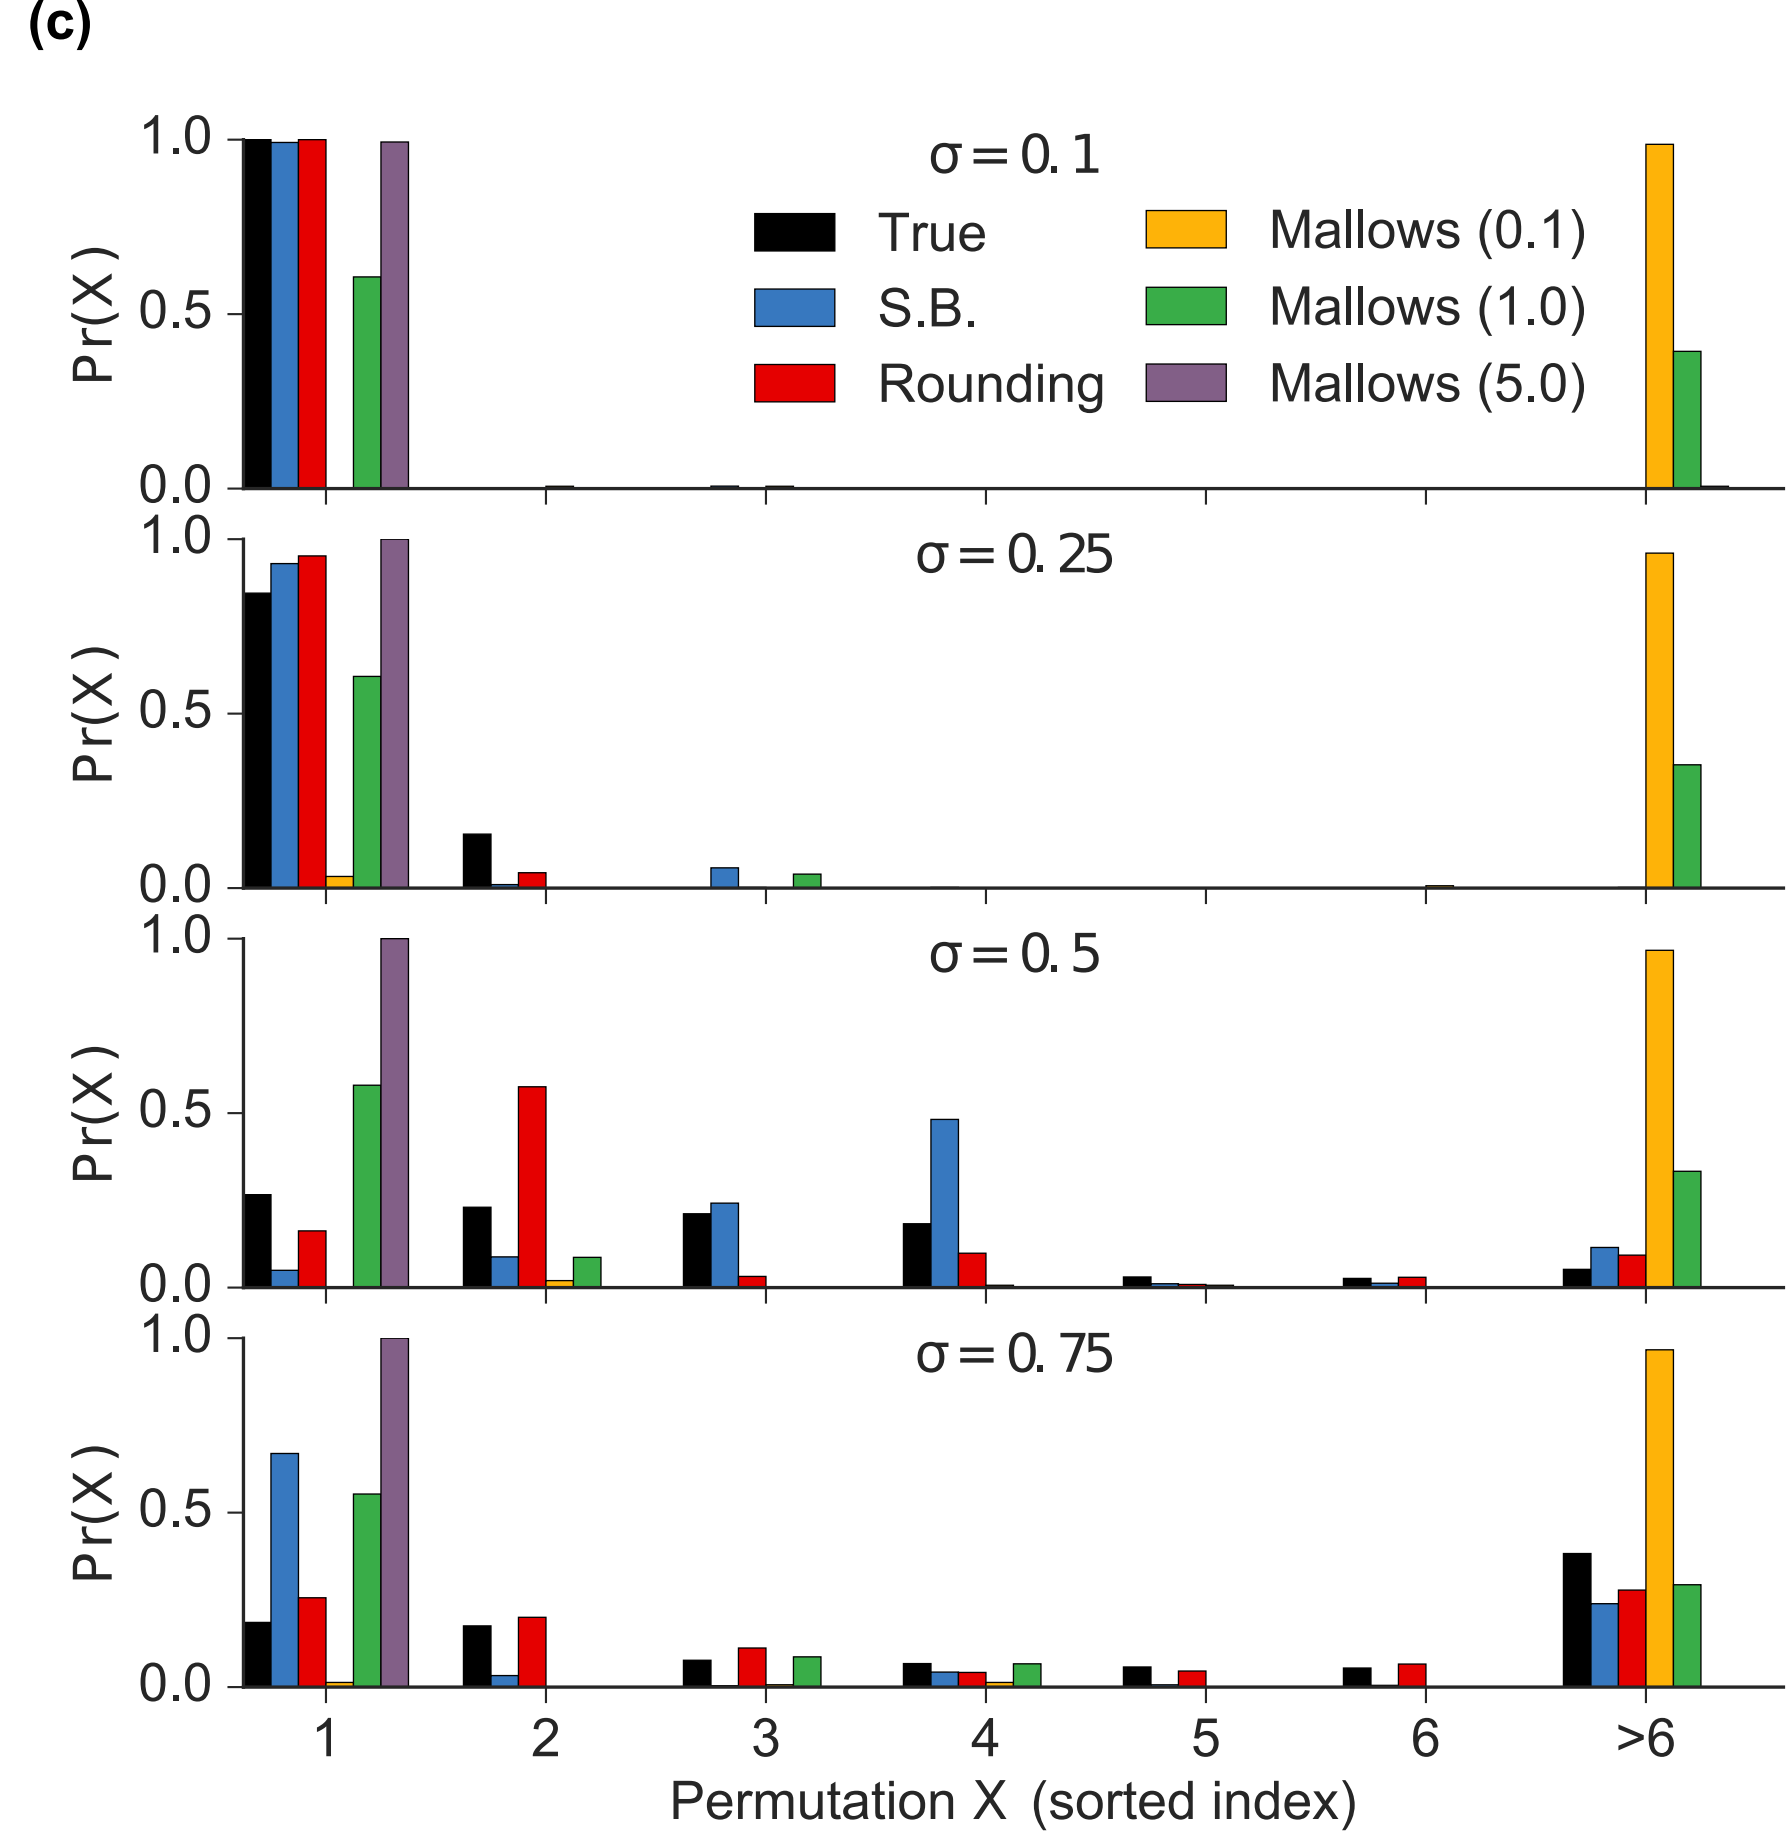 (c)
1.0
0.5
0.0
Pr(X)
σ=0.1
True
S.B.
Rounding
Mallows (0.1)
Mallows (1.0)
Mallows (5.0)
1.0
0.5
0.0
Pr(X)
σ=0.25
1.0
0.5
0.0
Pr(X)
σ=0.5
1.0
0.5
0.0
Pr(X)
σ=0.75
1 2 3 4 5 6 >6
Permutation X (sorted index)